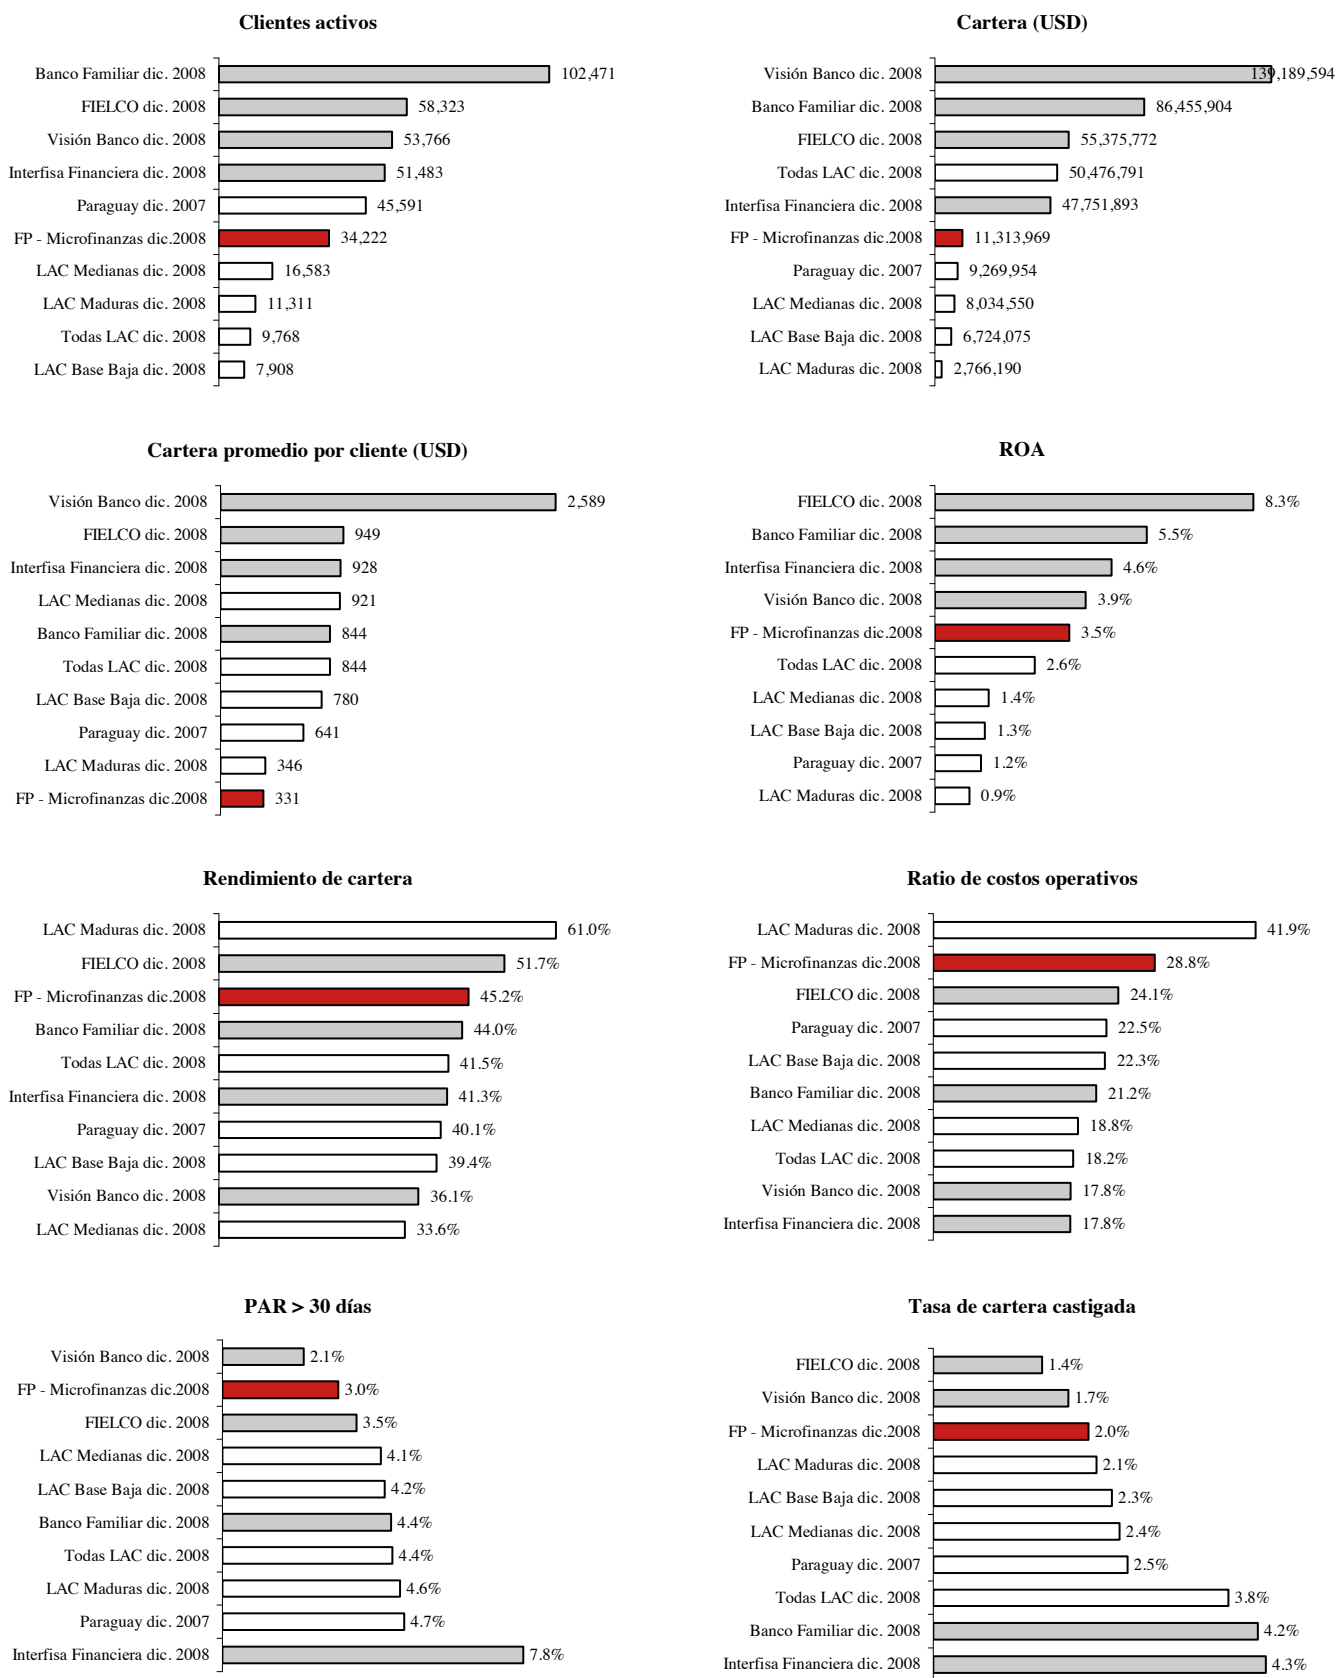 Clientes activos
Banco Familiar dic. 2008 102,471
FIELCO dic. 2008 58,323
Visión Banco dic. 2008 53,766
Interfisa Financiera dic. 2008 51,483
Paraguay dic. 2007 45,591
FP - Microfinanzas dic.2008 34,222
LAC Medianas dic. 2008 16,583
LAC Maduras dic. 2008 11,311
Todas LAC dic. 2008 9,768
LAC Base Baja dic. 2008 7,908
Cartera (USD)
Visión Banco dic. 2008 139,189,594
Banco Familiar dic. 2008 86,455,904
FIELCO dic. 2008 55,375,772
Todas LAC dic. 2008 50,476,791
Interfisa Financiera dic. 2008 47,751,893
FP - Microfinanzas dic.2008 11,313,969
Paraguay dic. 2007 9,269,954
LAC Medianas dic. 2008 8,034,550
LAC Base Baja dic. 2008 6,724,075
LAC Maduras dic. 2008 2,766,190
Cartera promedio por cliente (USD)
Visión Banco dic. 2008 2,589
FIELCO dic. 2008 949
Interfisa Financiera dic. 2008 928
LAC Medianas dic. 2008 921
Banco Familiar dic. 2008 844
Todas LAC dic. 2008 844
LAC Base Baja dic. 2008 780
Paraguay dic. 2007 641
LAC Maduras dic. 2008 346
FP - Microfinanzas dic.2008 331
ROA
FIELCO dic. 2008 8.3%
Banco Familiar dic. 2008 5.5%
Interfisa Financiera dic. 2008 4.6%
Visión Banco dic. 2008 3.9%
FP - Microfinanzas dic.2008 3.5%
Todas LAC dic. 2008 2.6%
LAC Medianas dic. 2008 1.4%
LAC Base Baja dic. 2008 1.3%
Paraguay dic. 2007 1.2%
LAC Maduras dic. 2008 0.9%
Rendimiento de cartera
LAC Maduras dic. 2008 61.0%
FIELCO dic. 2008 51.7%
FP - Microfinanzas dic.2008 45.2%
Banco Familiar dic. 2008 44.0%
Todas LAC dic. 2008 41.5%
Interfisa Financiera dic. 2008 41.3%
Paraguay dic. 2007 40.1%
LAC Base Baja dic. 2008 39.4%
Visión Banco dic. 2008 36.1%
LAC Medianas dic. 2008 33.6%
Ratio de costos operativos
LAC Maduras dic. 2008 41.9%
FP - Microfinanzas dic.2008 28.8%
FIELCO dic. 2008 24.1%
Paraguay dic. 2007 22.5%
LAC Base Baja dic. 2008 22.3%
Banco Familiar dic. 2008 21.2%
LAC Medianas dic. 2008 18.8%
Todas LAC dic. 2008 18.2%
Visión Banco dic. 2008 17.8%
Interfisa Financiera dic. 2008 17.8%
PAR > 30 días
Visión Banco dic. 2008 2.1%
FP - Microfinanzas dic.2008 3.0%
FIELCO dic. 2008 3.5%
LAC Medianas dic. 2008 4.1%
LAC Base Baja dic. 2008 4.2%
Banco Familiar dic. 2008 4.4%
Todas LAC dic. 2008 4.4%
LAC Maduras dic. 2008 4.6%
Paraguay dic. 2007 4.7%
Interfisa Financiera dic. 2008 7.8%
Tasa de cartera castigada
FIELCO dic. 2008 1.4%
Visión Banco dic. 2008 1.7%
FP - Microfinanzas dic.2008 2.0%
LAC Maduras dic. 2008 2.1%
LAC Base Baja dic. 2008 2.3%
LAC Medianas dic. 2008 2.4%
Paraguay dic. 2007 2.5%
Todas LAC dic. 2008 3.8%
Banco Familiar dic. 2008 4.2%
Interfisa Financiera dic. 2008 4.3%